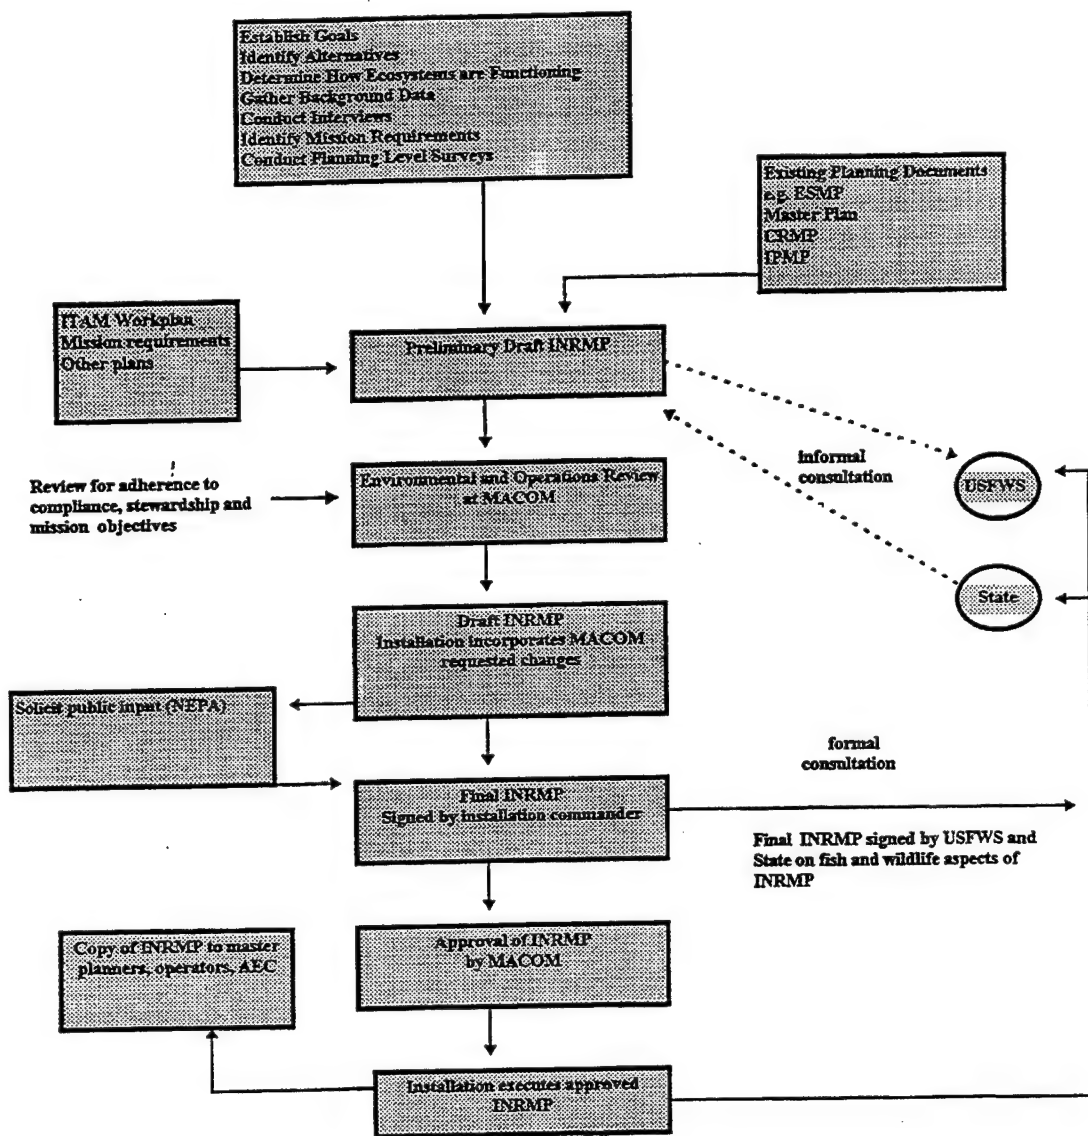 Establish Goals
Identify Alternatives
Determine How Ecosystems are Functioning
Gather Background Data
Conduct Interviews
Identify Mission Requirements
Conduct Planning Level Surveys
Existing Planning Documents
e.g. ESMP
Master Plan
CRMP
IPMP
ITAM Workplan
Mission requirements
Other plans
Preliminary Draft INRMP
informal
consultation
USFWS
Review for adherence to
compliance, stewardship and
mission objectives
Environmental and Operations Review
at MACOM
State
Draft INRMP
Installation incorporates MACOM
requested changes
Solicit public input (NEPA)
formal
consultation
Final INRMP
Signed by installation commander
Final INRMP signed by USFWS and
State on fish and wildlife aspects of
INRMP
Copy of INRMP to master
planners, operators, AEC
Approval of INRMP
by MACOM
Installation executes approved
INRMP